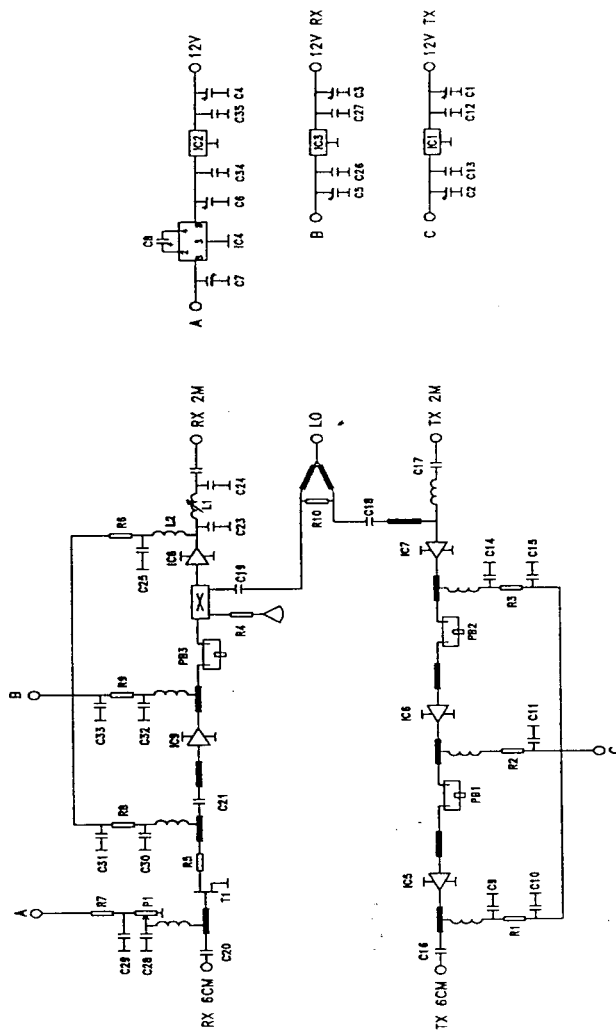 A
C7
C8
2
4
3
IC4
C6
C34
IC2
C35
C4
12V
B
C5
C26
IC3
C27
C3
12V RX
C
C2
C13
IC1
C12
C1
12V TX
A
R7
C29
P1
C28
RX 6CM
C20
T1
R5
C31
R8
C30
C21
IC9
B
C33
R9
C32
PB3
R4
C19
IC8
C25
R6
L2
C23
L1
C24
RX 2M
R10
LO
C18
TX 6CM
C16
IC5
C9
R1
C10
PB1
IC6
R2
C11
C
PB2
IC7
C14
R3
C15
C17
TX 2M